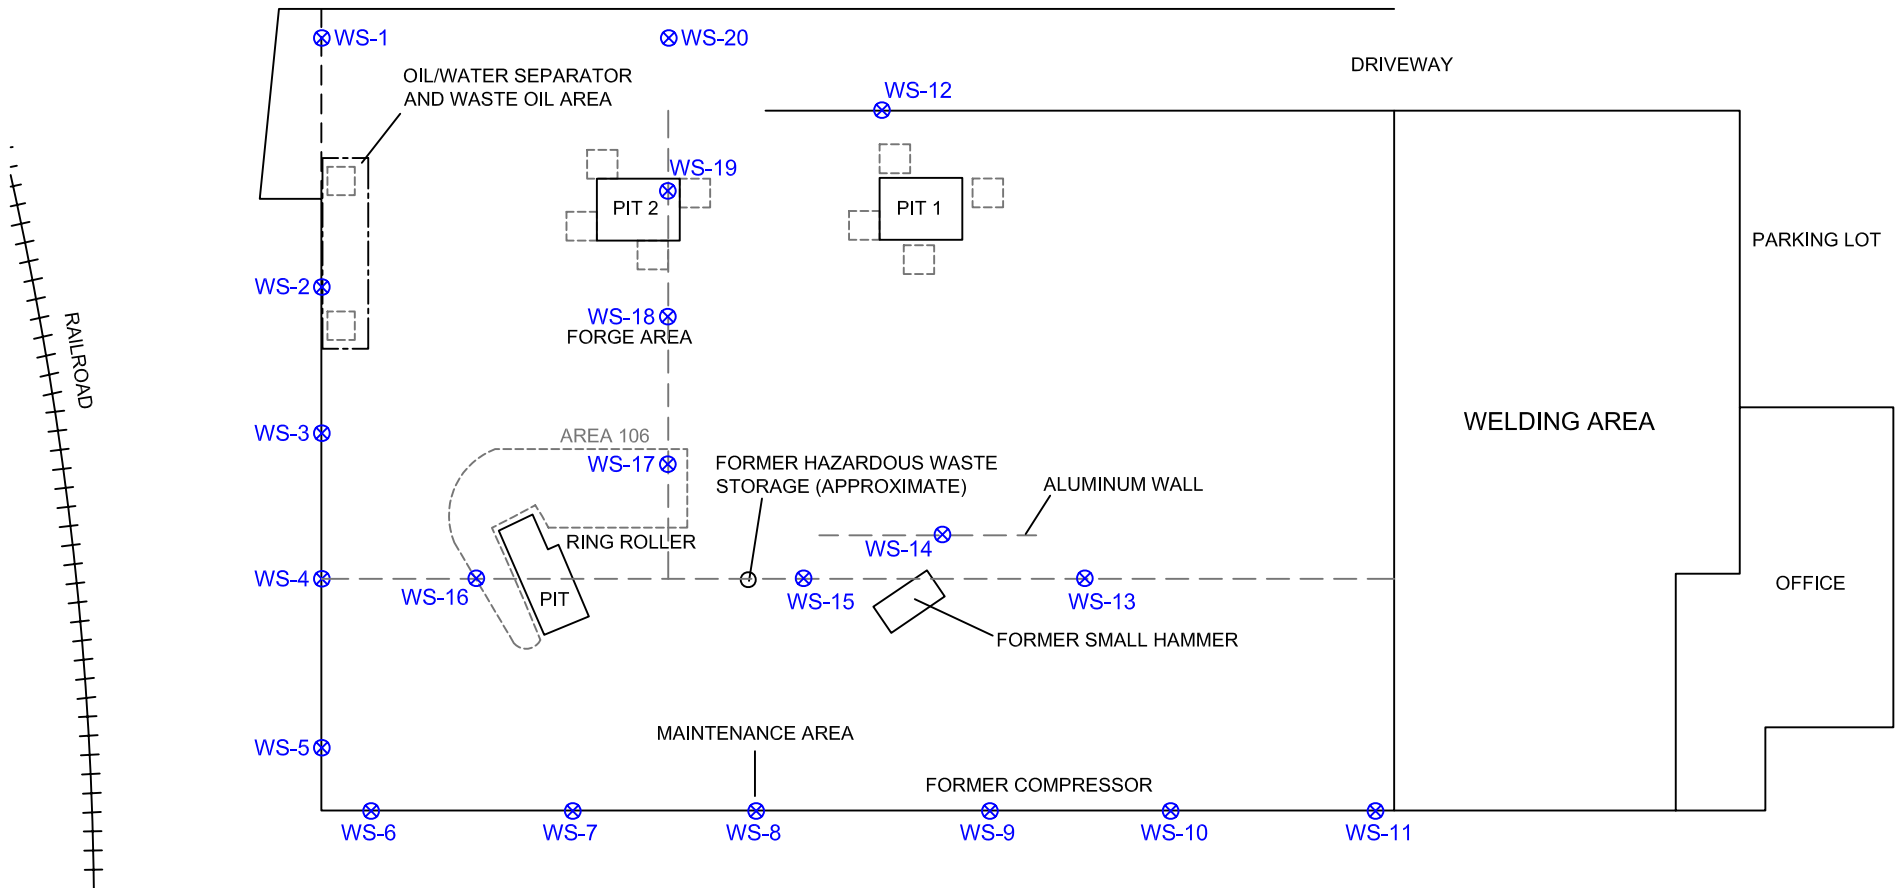 WS-1
WS-20
DRIVEWAY
OIL/WATER SEPARATOR
AND WASTE OIL AREA
WS-12
WS-19
PIT 2
PIT 1
PARKING LOT
WS-2
WS-18
FORGE AREA
RAILROAD
WELDING AREA
WS-3
AREA 106
WS-17
FORMER HAZARDOUS WASTE
STORAGE (APPROXIMATE)
ALUMINUM WALL
RING ROLLER
WS-14
WS-4
WS-16
PIT
WS-15
WS-13
OFFICE
FORMER SMALL HAMMER
WS-5
MAINTENANCE AREA
FORMER COMPRESSOR
WS-6
WS-7
WS-8
WS-9
WS-10
WS-11